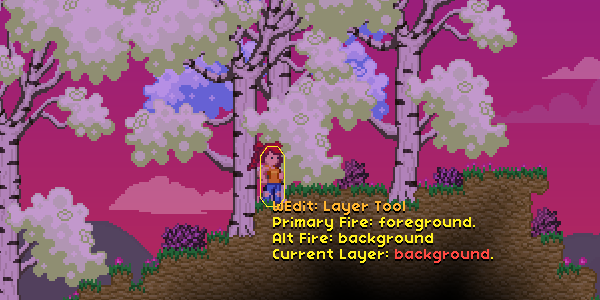 WEdit: Layer Tool
Primary Fire: foreground.
Alt Fire: background
Current Layer: background.